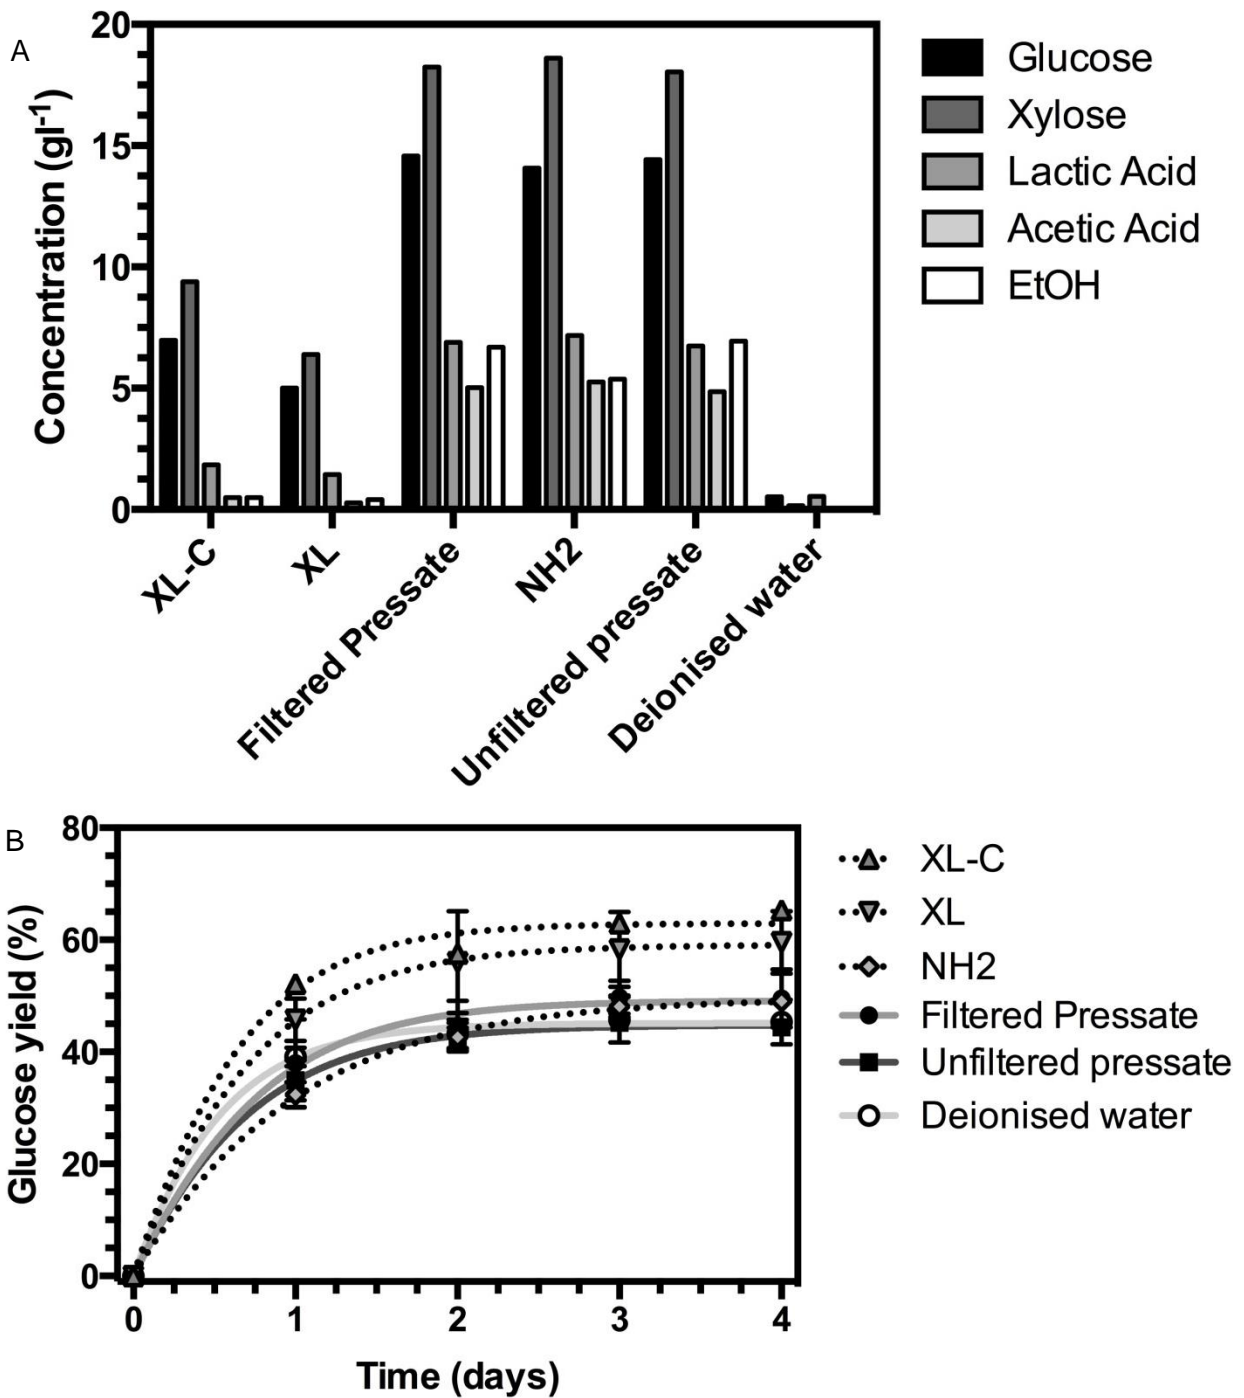 A
20
15
10
5
0
Concentration (gl-1)
Glucose
Xylose
Lactic Acid
Acetic Acid
EtOH
XL-C
XL
Filtered Pressate
NH2
Unfiltered pressate
Deionised water
B
80
60
40
20
0
Glucose yield (%)
0 1 2 3 4
Time (days)
XL-C
XL
NH2
Filtered Pressate
Unfiltered pressate
Deionised water